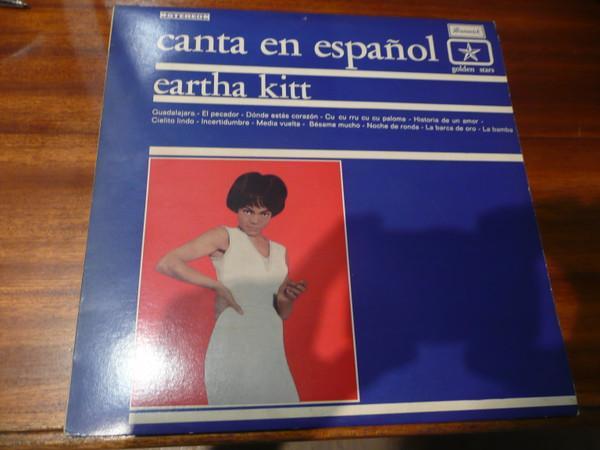 STEREO
canta en español
Brunswick
golden stars
eartha kitt
Guadalajara - El pecador - Dónde estás corazón - Cu cu rru cu cu paloma - Historia de un amor -
Cielito lindo - Incertidumbre - Media vuelta - Bésame mucho - Noche de ronda - La barca de oro - La bamba